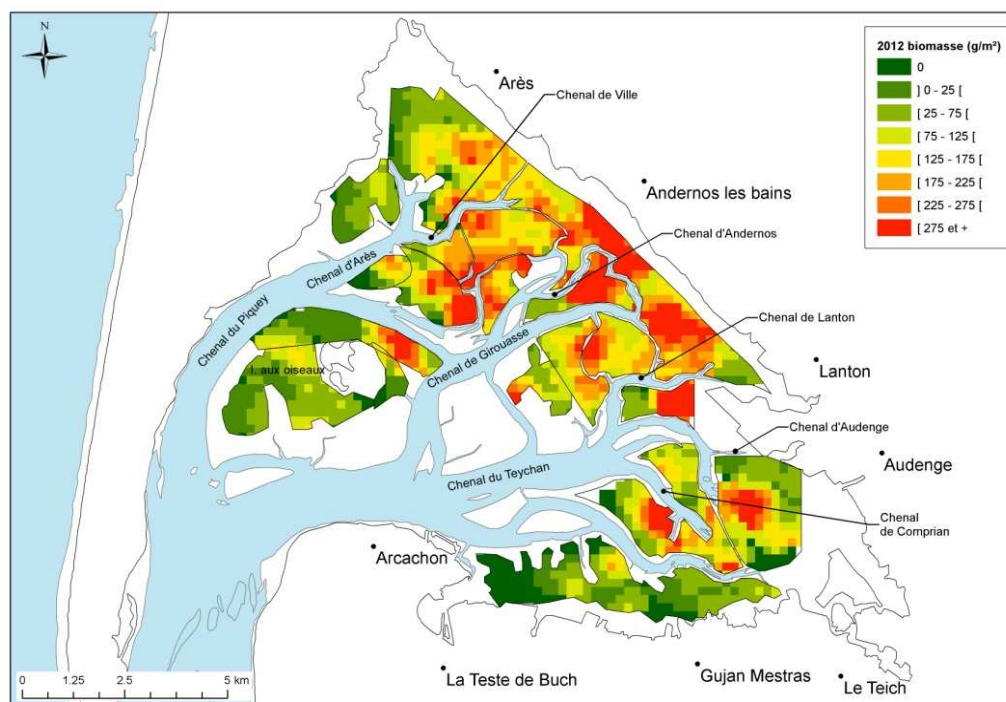 N
2012 biomasse (g/m²)
0
] 0 - 25 [
[ 25 - 75 [
[ 75 - 125 [
[ 125 - 175 [
[ 175 - 225 [
[ 225 - 275 [
[ 275 et +
Arès
Chenal de Ville
Andernos les bains
Chenal d'Andernos
Chenal d'Arès
Chenal du Piquey
Chenal de Lanton
Chenal de Girouasse
Lanton
I. aux oiseaux
Chenal d'Audenge
Audenge
Chenal du Teychan
Chenal
de Comprian
Arcachon
La Teste de Buch
Gujan Mestras
Le Teich
0 1.25 2.5 5 km